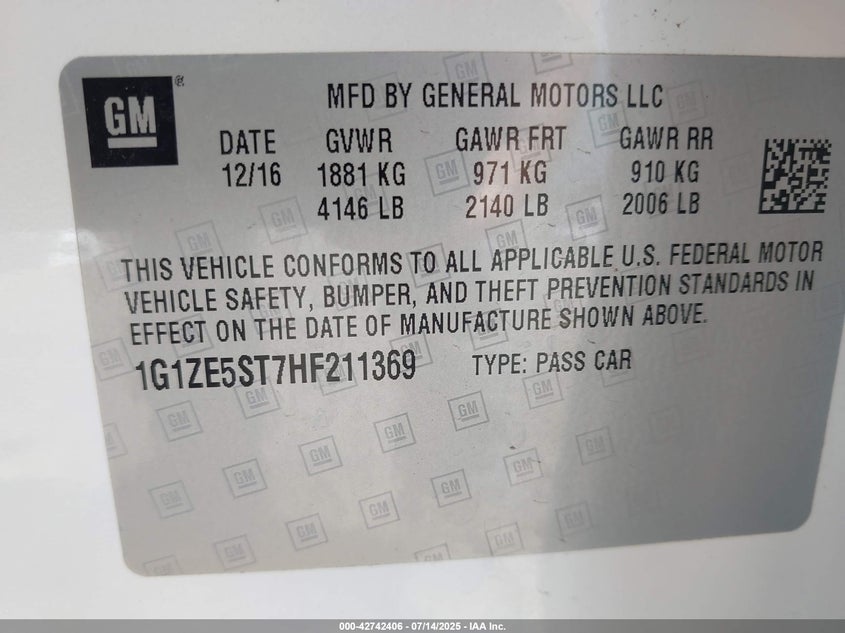 GM
MFD BY GENERAL MOTORS LLC
DATE GVWR GAWR FRT GAWR RR
12/16 1881 KG 971 KG 910 KG
4146 LB 2140 LB 2006 LB
THIS VEHICLE CONFORMS TO ALL APPLICABLE U.S. FEDERAL MOTOR
VEHICLE SAFETY, BUMPER, AND THEFT PREVENTION STANDARDS IN
EFFECT ON THE DATE OF MANUFACTURE SHOWN ABOVE.
1G1ZE5ST7HF211369 TYPE: PASS CAR
000-42742406 - 07/14/2025 - IAA Inc.